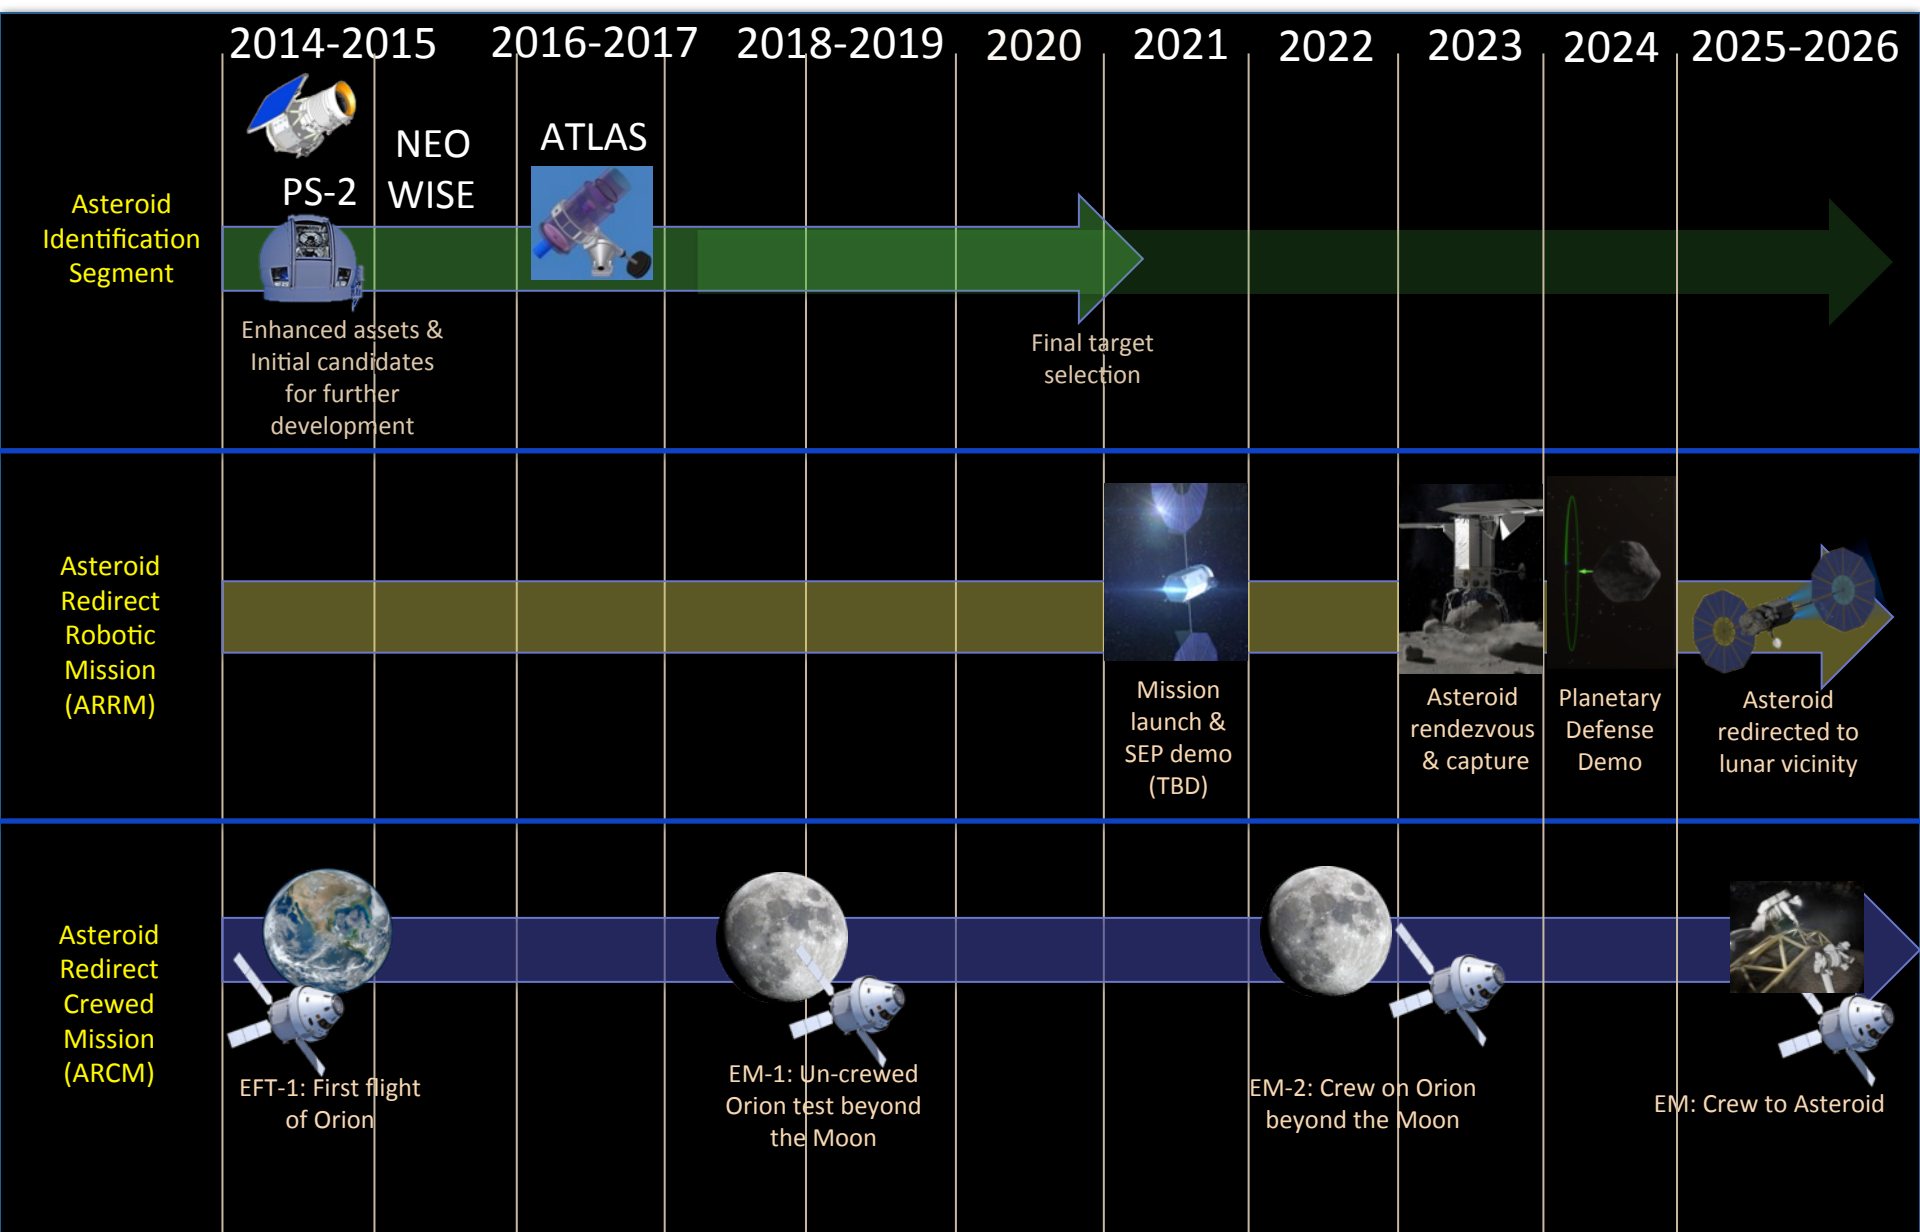 2014-2015 2016-2017 2018-2019 2020 2021 2022 2023 2024 2025-2026
Asteroid
Identification
Segment
PS-2
NEO
WISE
ATLAS
Enhanced assets &
Initial candidates
for further
development
Final target
selection
Asteroid
Redirect
Robotic
Mission
(ARRM)
Mission
launch &
SEP demo
(TBD)
Asteroid
rendezvous
& capture
Planetary
Defense
Demo
Asteroid
redirected to
lunar vicinity
Asteroid
Redirect
Crewed
Mission
(ARCM)
EFT-1: First flight
of Orion
EM-1: Un-crewed
Orion test beyond
the Moon
EM-2: Crew on Orion
beyond the Moon
EM: Crew to Asteroid